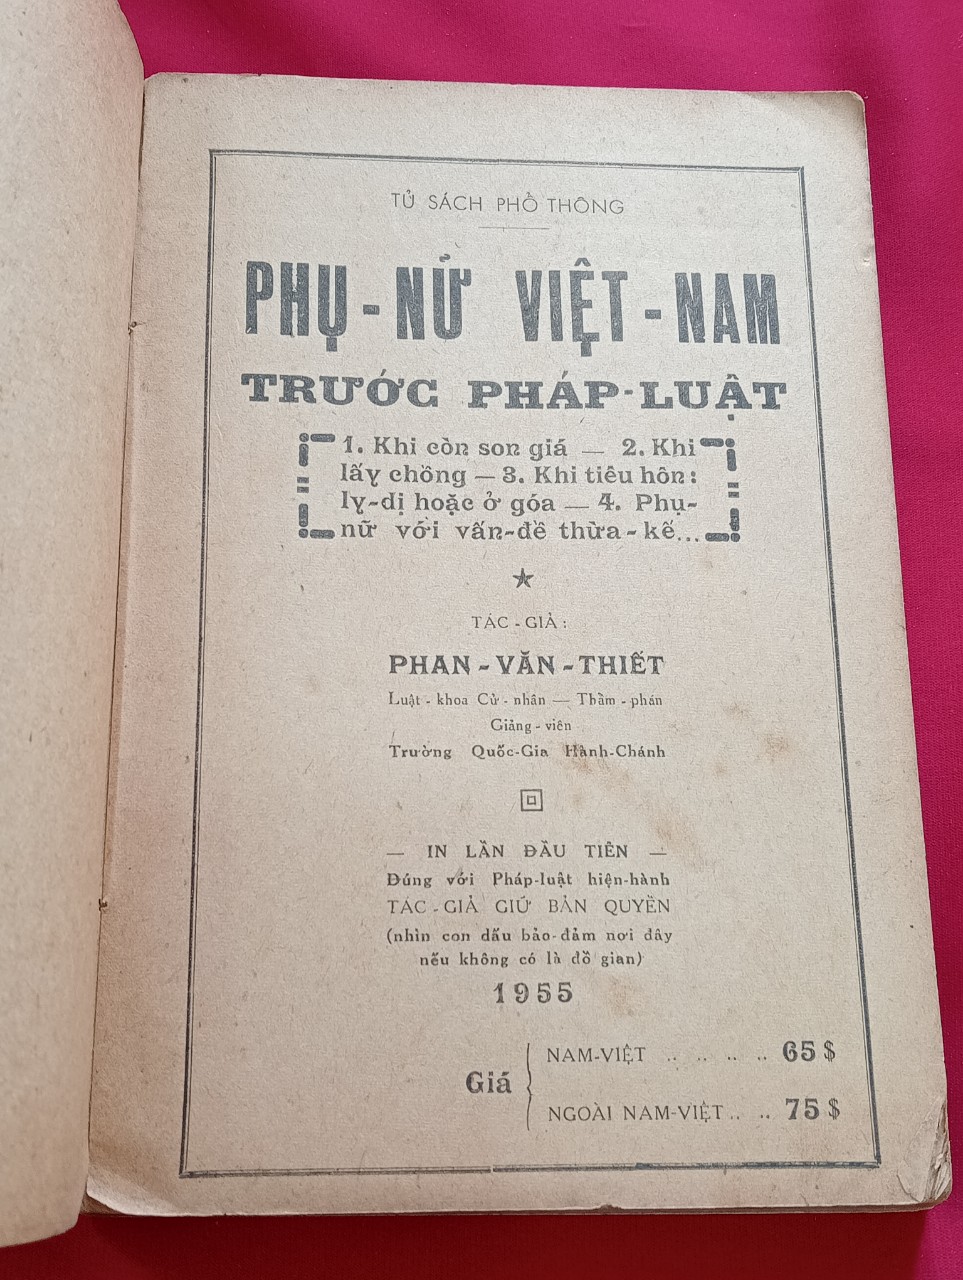 TỦ SÁCH PHỔ THÔNG
PHỤ-NỮ VIỆT-NAM
TRƯỚC PHÁP-LUẬT
1. Khi còn son giá — 2. Khi
lấy chồng — 3. Khi tiêu hôn:
ly-dị hoặc ở góa — 4. Phụ-
nữ với vấn-đề thừa-kế...
TÁC-GIẢ:
PHAN-VĂN-THIẾT
Luật-khoa Cử-nhân — Thẩm-phán
Giảng-viên
Trường Quốc-Gia Hành-Chánh
— IN LẦN ĐẦU TIÊN —
Đúng với Pháp-luật hiện-hành
TÁC-GIẢ GIỮ BẢN QUYỀN
(nhìn con dấu bảo-đảm nơi đây
nếu không có là đồ gian)
1955
Giá
NAM-VIỆT .. .. .. .. 65$
NGOÀI NAM-VIỆT .. .. 75$